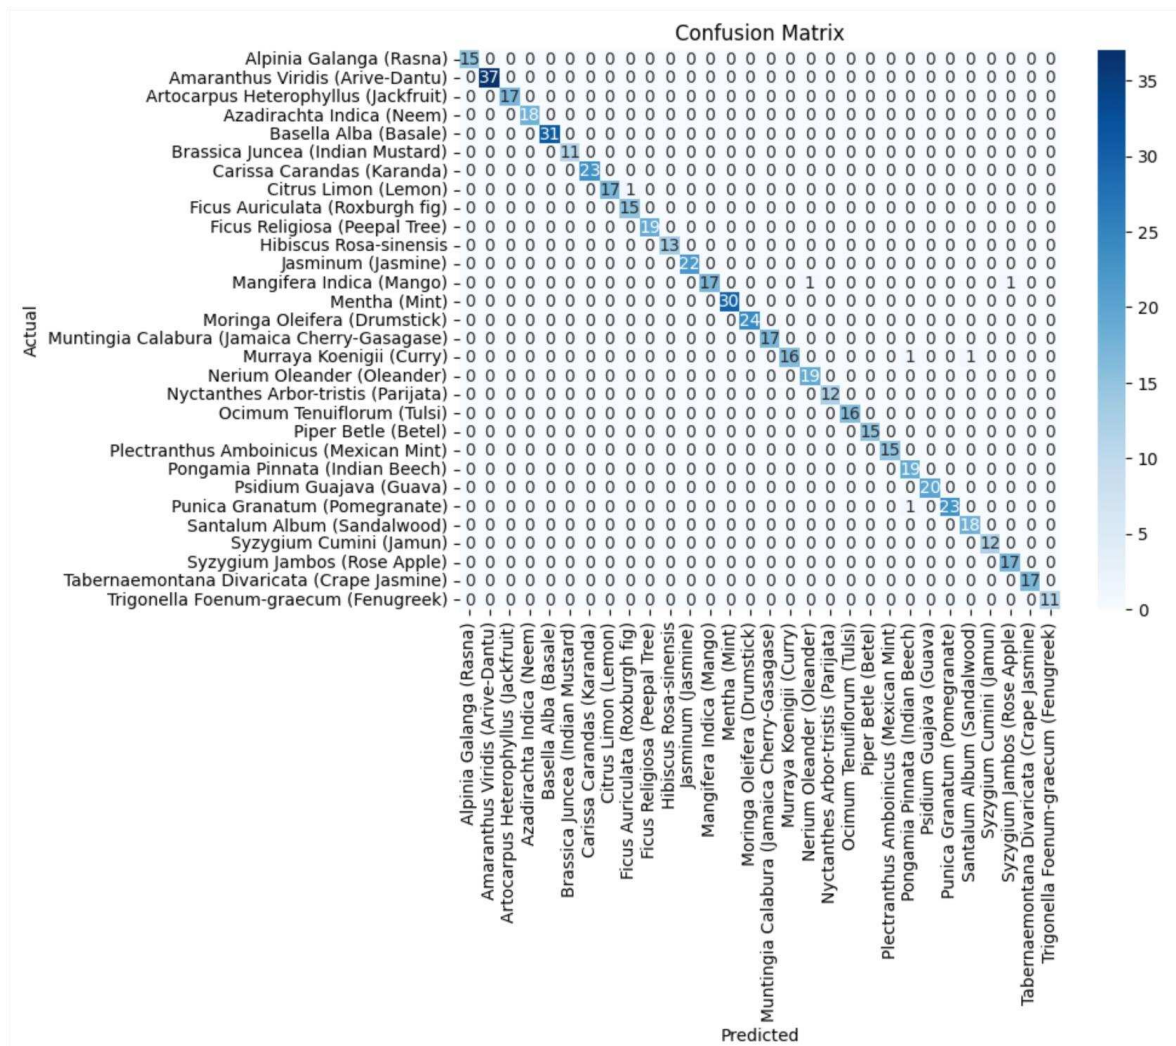 Confusion Matrix
Actual
Alpinia Galanga (Rasna) 15 0 0 0 0 0 0 0 0 0 0 0 0 0 0 0 0 0 0 0 0 0 0 0 0 0 0 0 0 0
Amaranthus Viridis (Arive-Dantu) 0 37 0 0 0 0 0 0 0 0 0 0 0 0 0 0 0 0 0 0 0 0 0 0 0 0 0 0 0 0
Artocarpus Heterophyllus (Jackfruit) 0 0 17 0 0 0 0 0 0 0 0 0 0 0 0 0 0 0 0 0 0 0 0 0 0 0 0 0 0 0
Azadirachta Indica (Neem) 0 0 0 18 0 0 0 0 0 0 0 0 0 0 0 0 0 0 0 0 0 0 0 0 0 0 0 0 0 0
Basella Alba (Basale) 0 0 0 0 31 0 0 0 0 0 0 0 0 0 0 0 0 0 0 0 0 0 0 0 0 0 0 0 0 0
Brassica Juncea (Indian Mustard) 0 0 0 0 0 11 0 0 0 0 0 0 0 0 0 0 0 0 0 0 0 0 0 0 0 0 0 0 0 0
Carissa Carandas (Karanda) 0 0 0 0 0 0 23 0 0 0 0 0 0 0 0 0 0 0 0 0 0 0 0 0 0 0 0 0 0 0
Citrus Limon (Lemon) 0 0 0 0 0 0 0 17 1 0 0 0 0 0 0 0 0 0 0 0 0 0 0 0 0 0 0 0 0 0
Ficus Auriculata (Roxburgh fig) 0 0 0 0 0 0 0 0 15 0 0 0 0 0 0 0 0 0 0 0 0 0 0 0 0 0 0 0 0 0
Ficus Religiosa (Peepal Tree) 0 0 0 0 0 0 0 0 0 19 0 0 0 0 0 0 0 0 0 0 0 0 0 0 0 0 0 0 0 0
Hibiscus Rosa-sinensis 0 0 0 0 0 0 0 0 0 0 13 0 0 0 0 0 0 0 0 0 0 0 0 0 0 0 0 0 0 0
Jasminum (Jasmine) 0 0 0 0 0 0 0 0 0 0 0 22 0 0 0 0 0 0 0 0 0 0 0 0 0 0 0 0 0 0
Mangifera Indica (Mango) 0 0 0 0 0 0 0 0 0 0 0 0 17 0 0 0 0 1 0 0 0 0 0 0 0 0 0 1 0 0
Mentha (Mint) 0 0 0 0 0 0 0 0 0 0 0 0 0 30 0 0 0 0 0 0 0 0 0 0 0 0 0 0 0 0
Moringa Oleifera (Drumstick) 0 0 0 0 0 0 0 0 0 0 0 0 0 0 24 0 0 0 0 0 0 0 0 0 0 0 0 0 0 0
Muntingia Calabura (Jamaica Cherry-Gasagase) 0 0 0 0 0 0 0 0 0 0 0 0 0 0 0 17 0 0 0 0 0 0 0 0 0 0 0 0 0 0
Murraya Koenigii (Curry) 0 0 0 0 0 0 0 0 0 0 0 0 0 0 0 0 16 0 0 0 0 0 1 0 0 1 0 0 0 0
Nerium Oleander (Oleander) 0 0 0 0 0 0 0 0 0 0 0 0 0 0 0 0 0 19 0 0 0 0 0 0 0 0 0 0 0 0
Nyctanthes Arbor-tristis (Parijata) 0 0 0 0 0 0 0 0 0 0 0 0 0 0 0 0 0 0 12 0 0 0 0 0 0 0 0 0 0 0
Ocimum Tenuiflorum (Tulsi) 0 0 0 0 0 0 0 0 0 0 0 0 0 0 0 0 0 0 0 16 0 0 0 0 0 0 0 0 0 0
Piper Betle (Betel) 0 0 0 0 0 0 0 0 0 0 0 0 0 0 0 0 0 0 0 0 15 0 0 0 0 0 0 0 0 0
Plectranthus Amboinicus (Mexican Mint) 0 0 0 0 0 0 0 0 0 0 0 0 0 0 0 0 0 0 0 0 0 15 0 0 0 0 0 0 0 0
Pongamia Pinnata (Indian Beech) 0 0 0 0 0 0 0 0 0 0 0 0 0 0 0 0 0 0 0 0 0 0 19 0 0 0 0 0 0 0
Psidium Guajava (Guava) 0 0 0 0 0 0 0 0 0 0 0 0 0 0 0 0 0 0 0 0 0 0 0 20 0 0 0 0 0 0
Punica Granatum (Pomegranate) 0 0 0 0 0 0 0 0 0 0 0 0 0 0 0 0 0 0 0 0 0 0 1 0 23 0 0 0 0 0
Santalum Album (Sandalwood) 0 0 0 0 0 0 0 0 0 0 0 0 0 0 0 0 0 0 0 0 0 0 0 0 0 18 0 0 0 0
Syzygium Cumini (Jamun) 0 0 0 0 0 0 0 0 0 0 0 0 0 0 0 0 0 0 0 0 0 0 0 0 0 0 12 0 0 0
Syzygium Jambos (Rose Apple) 0 0 0 0 0 0 0 0 0 0 0 0 0 0 0 0 0 0 0 0 0 0 0 0 0 0 0 17 0 0
Tabernaemontana Divaricata (Crape Jasmine) 0 0 0 0 0 0 0 0 0 0 0 0 0 0 0 0 0 0 0 0 0 0 0 0 0 0 0 0 17 0
Trigonella Foenum-graecum (Fenugreek) 0 0 0 0 0 0 0 0 0 0 0 0 0 0 0 0 0 0 0 0 0 0 0 0 0 0 0 0 0 11
Alpinia Galanga (Rasna)
Amaranthus Viridis (Arive-Dantu)
Artocarpus Heterophyllus (Jackfruit)
Azadirachta Indica (Neem)
Basella Alba (Basale)
Brassica Juncea (Indian Mustard)
Carissa Carandas (Karanda)
Citrus Limon (Lemon)
Ficus Auriculata (Roxburgh fig)
Ficus Religiosa (Peepal Tree)
Hibiscus Rosa-sinensis
Jasminum (Jasmine)
Mangifera Indica (Mango)
Mentha (Mint)
Moringa Oleifera (Drumstick)
Muntingia Calabura (Jamaica Cherry-Gasagase)
Murraya Koenigii (Curry)
Nerium Oleander (Oleander)
Nyctanthes Arbor-tristis (Parijata)
Ocimum Tenuiflorum (Tulsi)
Piper Betle (Betel)
Plectranthus Amboinicus (Mexican Mint)
Pongamia Pinnata (Indian Beech)
Psidium Guajava (Guava)
Punica Granatum (Pomegranate)
Santalum Album (Sandalwood)
Syzygium Cumini (Jamun)
Syzygium Jambos (Rose Apple)
Tabernaemontana Divaricata (Crape Jasmine)
Trigonella Foenum-graecum (Fenugreek)
Predicted
35
30
25
20
15
10
5
0